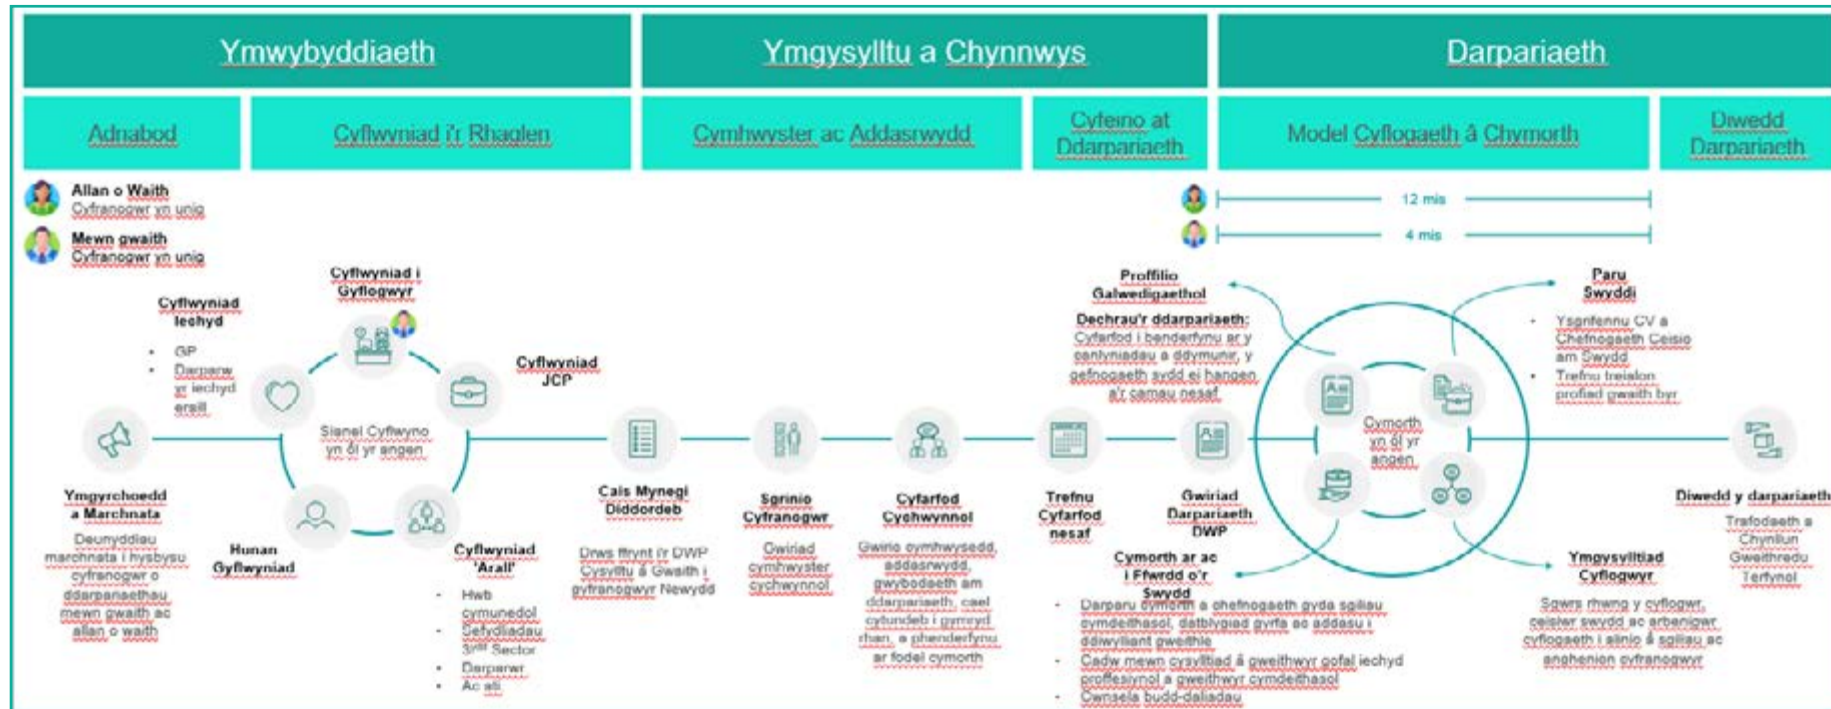 Ymwybyddiaeth
Ymgysylltu a Chynnwys
Darpariaeth
Adnabod
Cyflwyniad i'r Rhaglen
Cymhwyster ac Addasrwydd
Cyfeirio at
Ddarpariaeth
Model Cyflogaeth â Chymorth
Diwedd
Darpariaeth
Allan o Waith
Cyfranogwr yn unig
Mewn gwaith
Cyfranogwr yn unig
12 mis
4 mis
Ymgyrchoedd
a Marchnata
Deunyddiau
marchnata i hysbysu
cyfranogwr o
ddarpariaethau
mewn gwaith ac
allan o waith
Cyflwyniad
Iechyd
- GP
- Darparw
yr iechyd
eraill
Cyflwyniad i
Gyflogwyr
Cyflwyniad
JCP
Sianel Cyflwyno
yn ôl yr angen
Hunan
Gyflwyniad
Cyflwyniad
'Arall'
- Hwb
cymunedol
- Sefydliadau
Sector
- Darparwr
- Ac ati
Cais Mynegi
Diddordeb
Drws ffrynt i'r DWP
Cysylltu â Gwaith i
gyfranogwyr Newydd
Sgrinio
Cyfranogwr
Gwiriad
cymhwyster
cychwynnol
Cyfarfod
Cychwynnol
Gwirio cymhwysedd,
addasrwydd,
gwybodaeth am
ddarpariaeth, cael
cytundeb i gymryd
rhan, a phenderfynu
ar fodel cymorth
Trefnu
Cyfarfod
nesaf
Gwiriad
Darpariaeth
DWP
Proffilio
Galwedigaethol
Dechrau'r ddarpariaeth:
Cyfarfod i benderfynu ar y
canlyniadau a ddymunir, y
gefnogaeth sydd ei hangen
a'r camau nesaf
Cymorth
yn ôl yr
angen
Paru
Swyddi
- Ysgrifennu CV a
Chefnogaeth Ceisio
am Swydd
- Trefnu treialon
profiad gwaith byr
Cymorth ar ac
i Ffwrdd o'r
Swydd
- Darparu cymorth a chefnogaeth gyda sgiliau
cymdeithasol, datblygiad gyrfa ac addasu i
ddiwylliant gweithle
- Cadw mewn cysylltiad â gweithwyr gofal iechyd
proffesiynol a gweithwyr cymdeithasol
- Cwnsela budd-daliadau
Ymgysylltiad
Cyflogwyr
Sgwrs rhwng y cyflogwr,
ceisiwr swydd ac arbenigwr
cyflogaeth i alinio â sgiliau ac
anghenion cyfranogwyr
Diwedd y darpariaeth
Trafodaeth a
Chynllun
Gweithredu
Terfynol